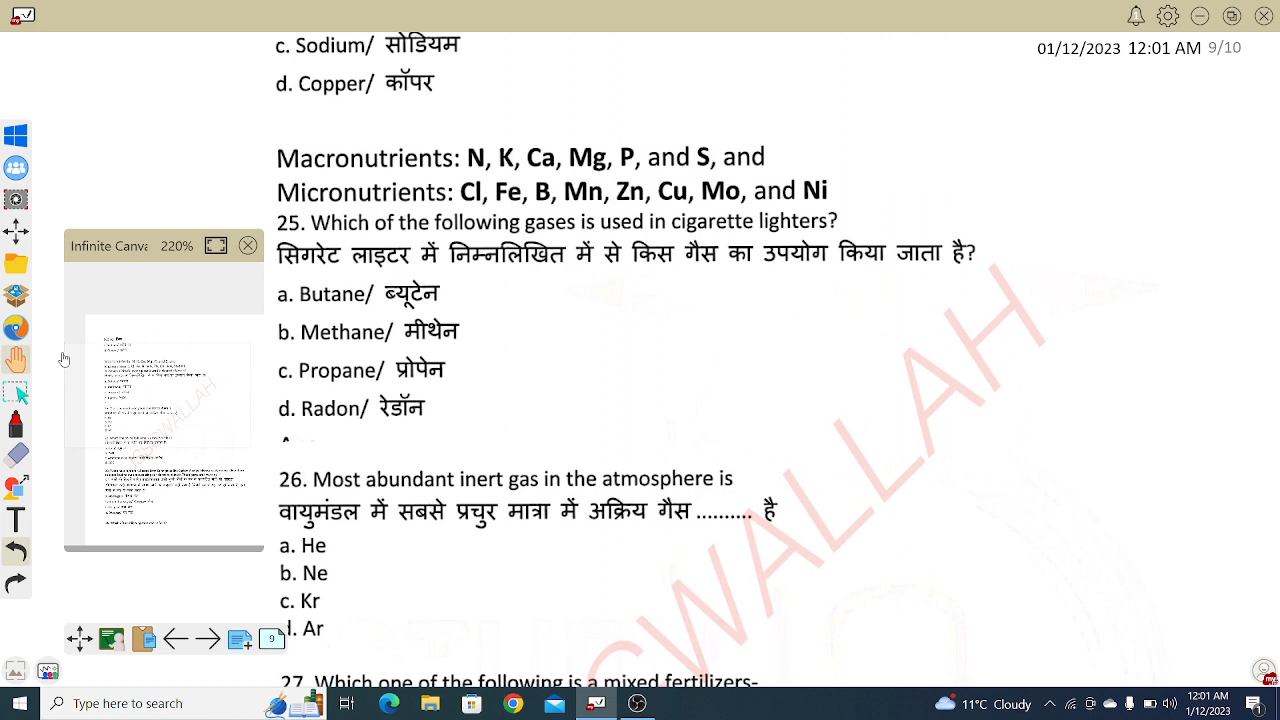 c. Sodium/ सोडियम
01/12/2023 12:01 AM 9/10
d. Copper/ कॉपर
Macronutrients: N, K, Ca, Mg, P, and S, and
Micronutrients: Cl, Fe, B, Mn, Zn, Cu, Mo, and Ni
25. Which of the following gases is used in cigarette lighters?
Infinite Canva 220%
सिगरेट लाइटर में निम्नलिखित में से किस गैस का उपयोग किया जाता है?
a. Butane/ ब्यूटेन
b. Methane/ मीथेन
c. Propane/ प्रोपेन
d. Radon/ रेडॉन
26. Most abundant inert gas in the atmosphere is
वायुमंडल में सबसे प्रचुर मात्रा में अक्रिय गैस .......... है
a. He
b. Ne
c. Kr
d. Ar
9
27. Which one of the following is a mixed fertilizers-
WALLAH
Type here to search
11°C Cloudy
ENG
12:01 AM
1/12/2023